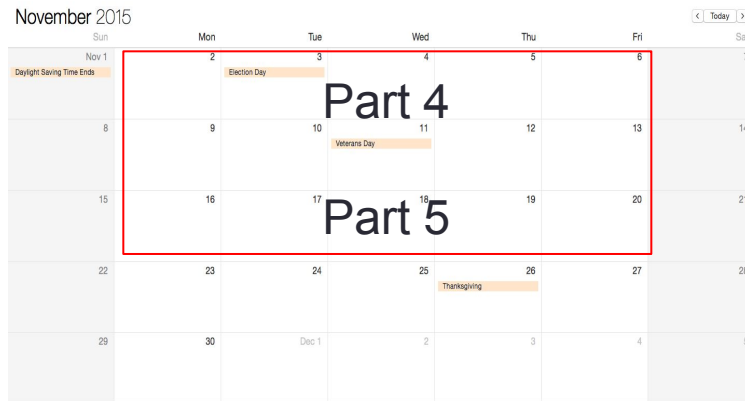 November 2015
< Today >
Sun Mon Tue Wed Thu Fri
Nov 1 2 3 4 5 6
Daylight Saving Time Ends Election Day
Part 4
8 9 10 11 12 13
Veterans Day
15 16 17 18 19 20
Part 5
22 23 24 25 26 27
Thanksgiving
29 30 Dec 1 2 3 4